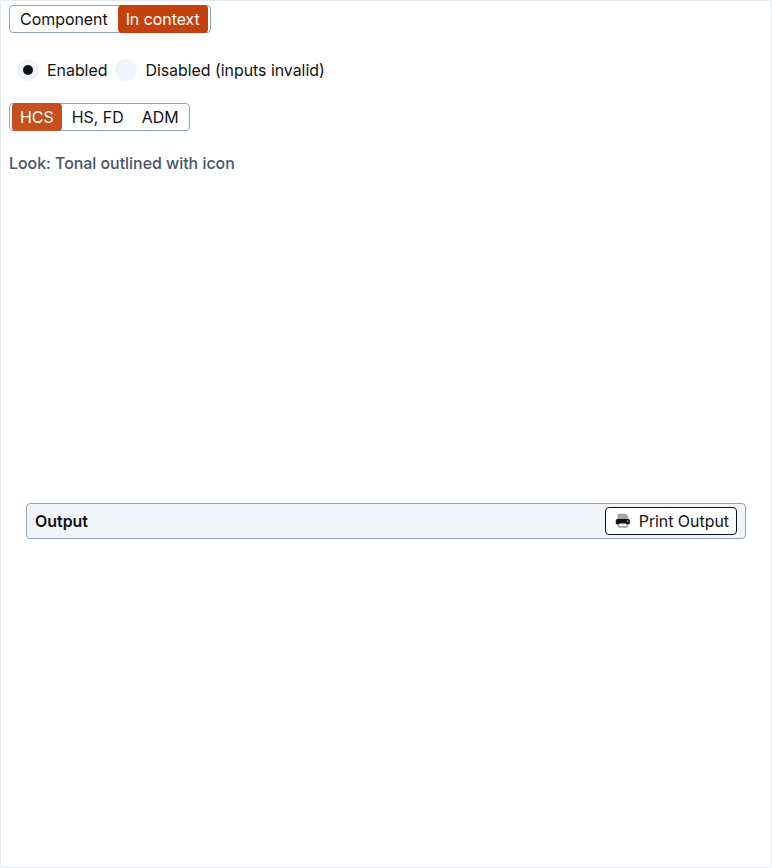 Component In context
Enabled Disabled (inputs invalid)
HCS HS, FD ADM
Look: Tonal outlined with icon
Output Print Output